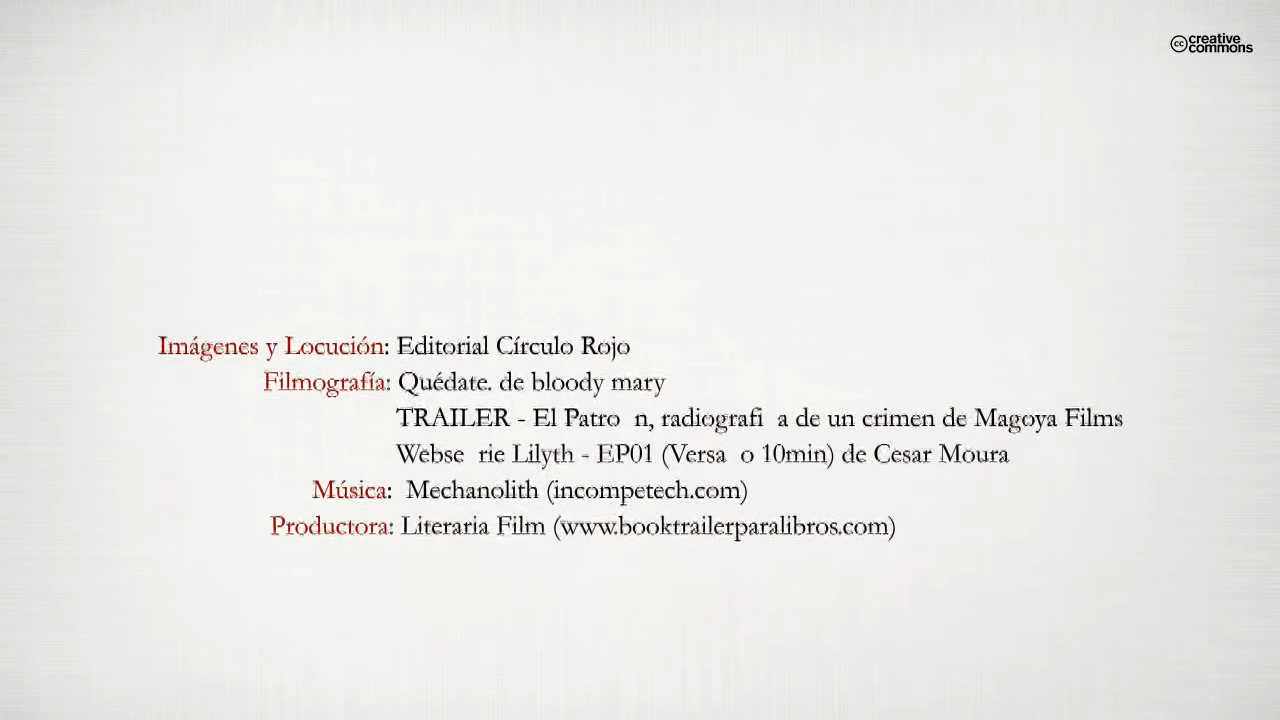 creative
commons
Imágenes y Locución: Editorial Círculo Rojo
Filmografía: Quédate. de bloody mary
TRAILER - El Patro n, radiografi a de un crimen de Magoya Films
Webse rie Lilyth - EP01 (Versa o 10min) de Cesar Moura
Música: Mechanolith (incompetech.com)
Productora: Literaria Film (www.booktrailerparalibros.com)